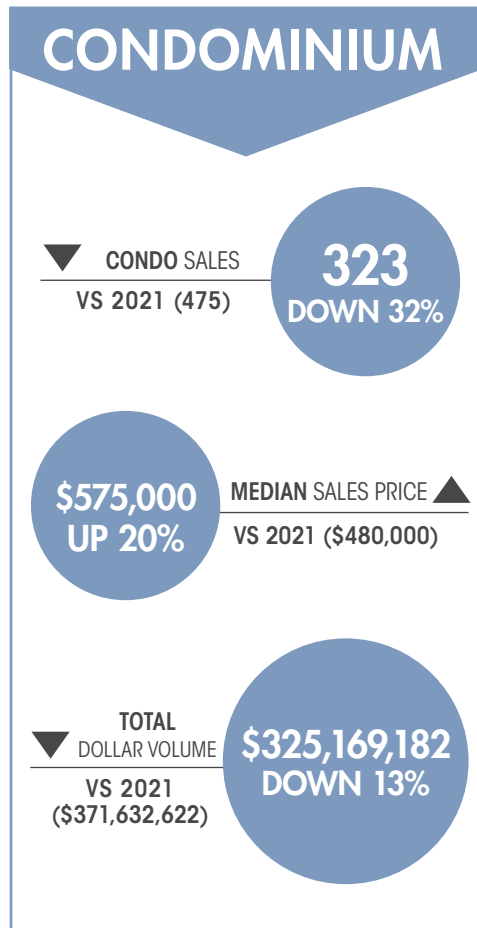 CONDOMINIUM
CONDO SALES
VS 2021 (475)
323
DOWN 32%
$575,000
UP 20%
MEDIAN SALES PRICE
VS 2021 ($480,000)
TOTAL
DOLLAR VOLUME
VS 2021
($371,632,622)
$325,169,182
DOWN 13%